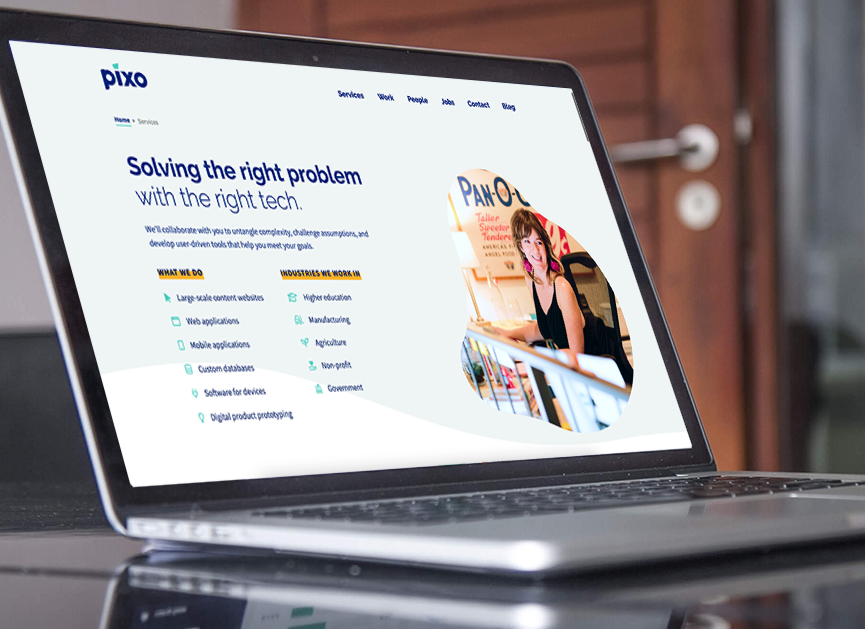 pixo
Services Work People Jobs Contact Blog
Home Services
Solving the right problem
with the right tech.
We'll collaborate with you to untangle complexity, challenge assumptions, and
develop user-driven tools that help you meet your goals.
WHAT WE DO
Large-scale content websites
Web applications
Mobile applications
Custom databases
Software for devices
Digital product prototyping
INDUSTRIES WE WORK IN
Higher education
Manufacturing
Agriculture
Non-profit
Government
PAN-O-
Taller
Sweeter
ANGEL FOOD